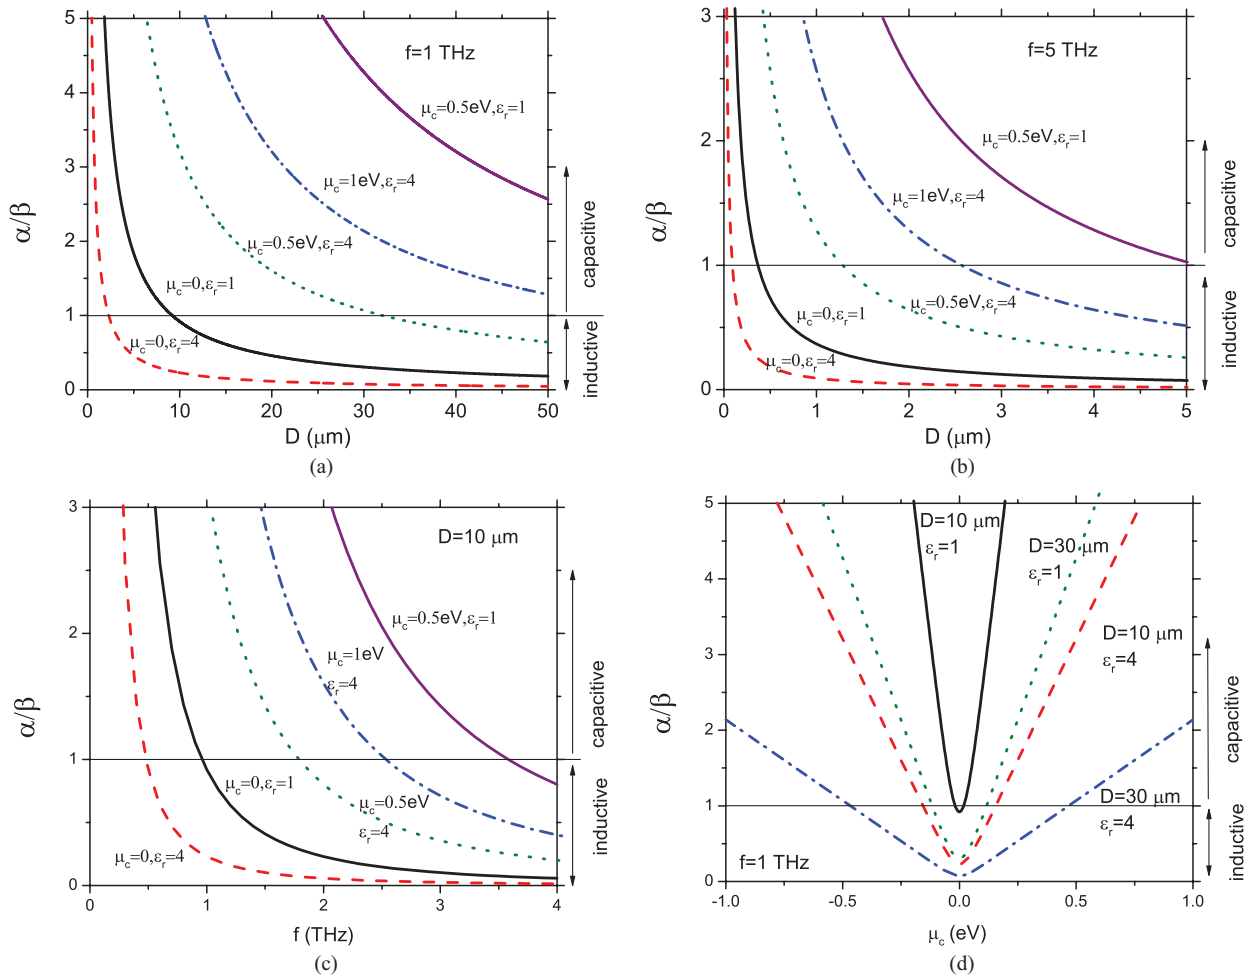 5
4
3
2
1
0
α/β
f=1 THz
μc=0.5eV,εr=1
μc=1eV,εr=4
μc=0.5eV,εr=4
μc=0,εr=1
μc=0,εr=4
capacitive
inductive
0 10 20 30 40 50
D (μm)
(a)
3
2
1
0
α/β
f=5 THz
μc=0.5eV,εr=1
μc=1eV,εr=4
μc=0.5eV,εr=4
μc=0,εr=1
μc=0,εr=4
capacitive
inductive
0 1 2 3 4 5
D (μm)
(b)
3
2
1
0
α/β
D=10 μm
μc=0.5eV,εr=1
μc=1eV
εr=4
μc=0,εr=1
μc=0.5eV
εr=4
μc=0,εr=4
capacitive
inductive
0 1 2 3 4
f (THz)
(c)
5
4
3
2
1
0
α/β
D=10 μm
εr=1
D=30 μm
εr=1
D=10 μm
εr=4
D=30 μm
εr=4
f=1 THz
capacitive
inductive
-1.0 -0.5 0.0 0.5 1.0
μc (eV)
(d)